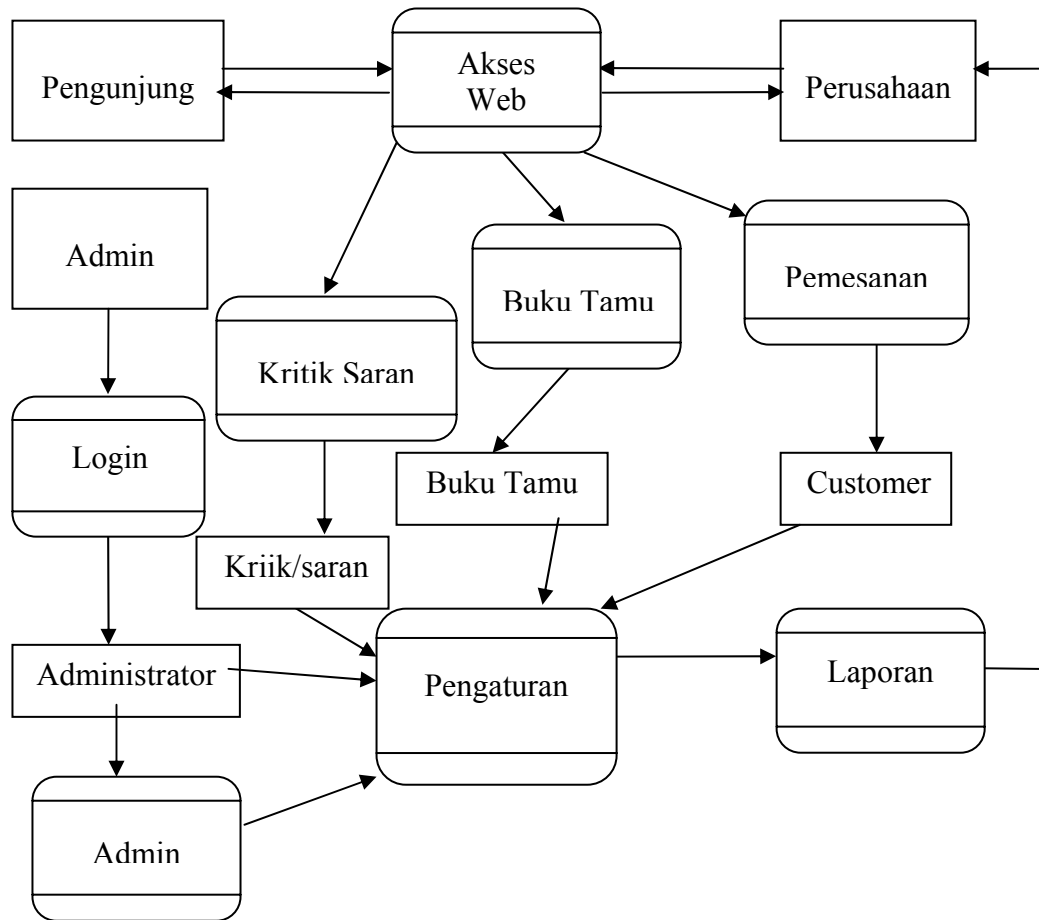 Pengunjung
Akses
Web
Perusahaan
Admin
Buku Tamu
Pemesanan
Kritik Saran
Login
Buku Tamu
Customer
Kriik/saran
Administrator
Pengaturan
Laporan
Admin